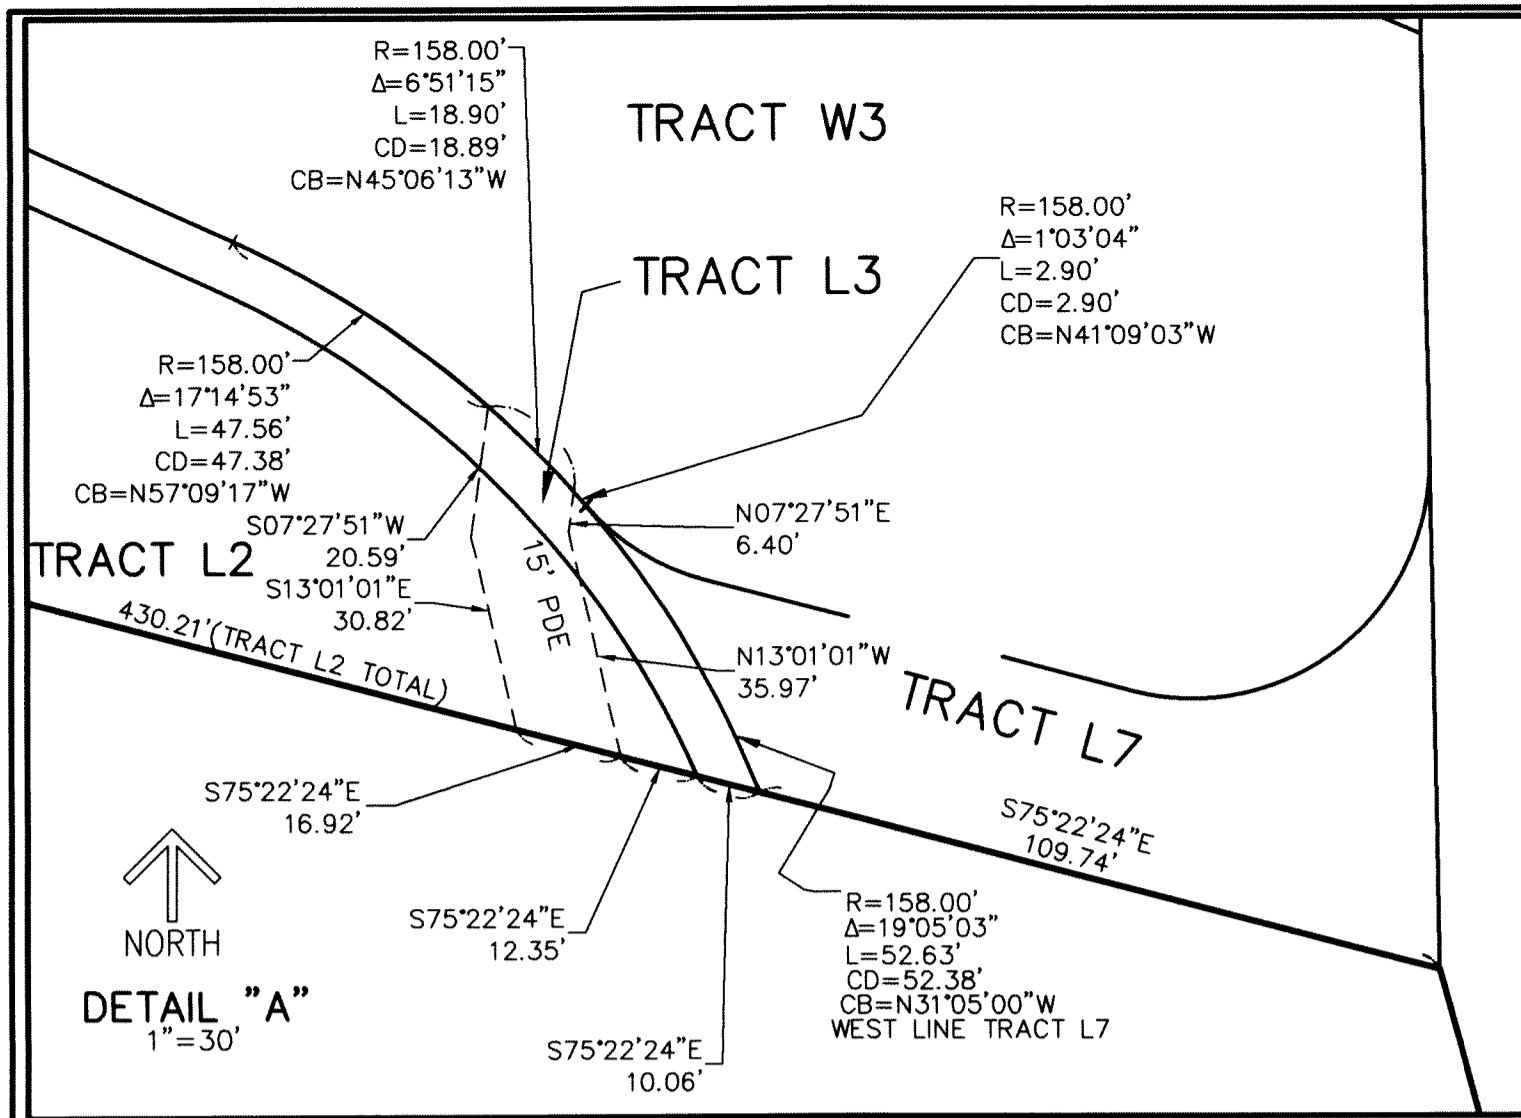 R=158.00'
Δ=6°51'15"
L=18.90'
CD=18.89'
CB=N45°06'13"W
TRACT W3
R=158.00'
Δ=1°03'04"
L=2.90'
CD=2.90'
CB=N41°09'03"W
TRACT L3
R=158.00'
Δ=17°14'53"
L=47.56'
CD=47.38'
CB=N57°09'17"W
S07°27'51"W
20.59'
N07°27'51"E
6.40'
TRACT L2
S13°01'01"E
30.82'
15' PDE
430.21'(TRACT L2 TOTAL)
N13°01'01"W
35.97'
TRACT L7
S75°22'24"E
16.92'
S75°22'24"E
109.74'
S75°22'24"E
12.35'
R=158.00'
Δ=19°05'03"
L=52.63'
CD=52.38'
CB=N31°05'00"W
WEST LINE TRACT L7
NORTH
DETAIL "A"
1"=30'
S75°22'24"E
10.06'